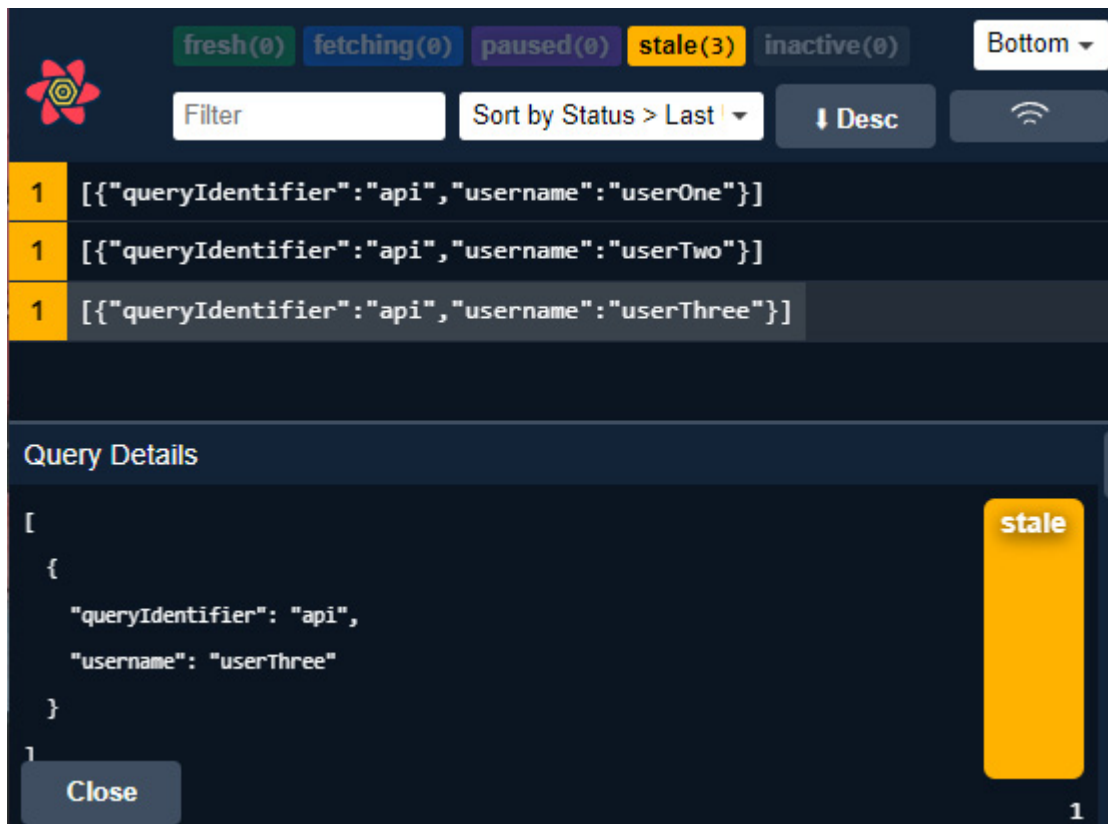 fresh(0) fetching(0) paused(0) stale(3) inactive(0) Bottom
Filter Sort by Status > Last ⬇ Desc
1 [{"queryIdentifier":"api","username":"userOne"}]
1 [{"queryIdentifier":"api","username":"userTwo"}]
1 [{"queryIdentifier":"api","username":"userThree"}]
Query Details
[ stale
{
"queryIdentifier": "api",
"username": "userThree"
}
]
Close
1